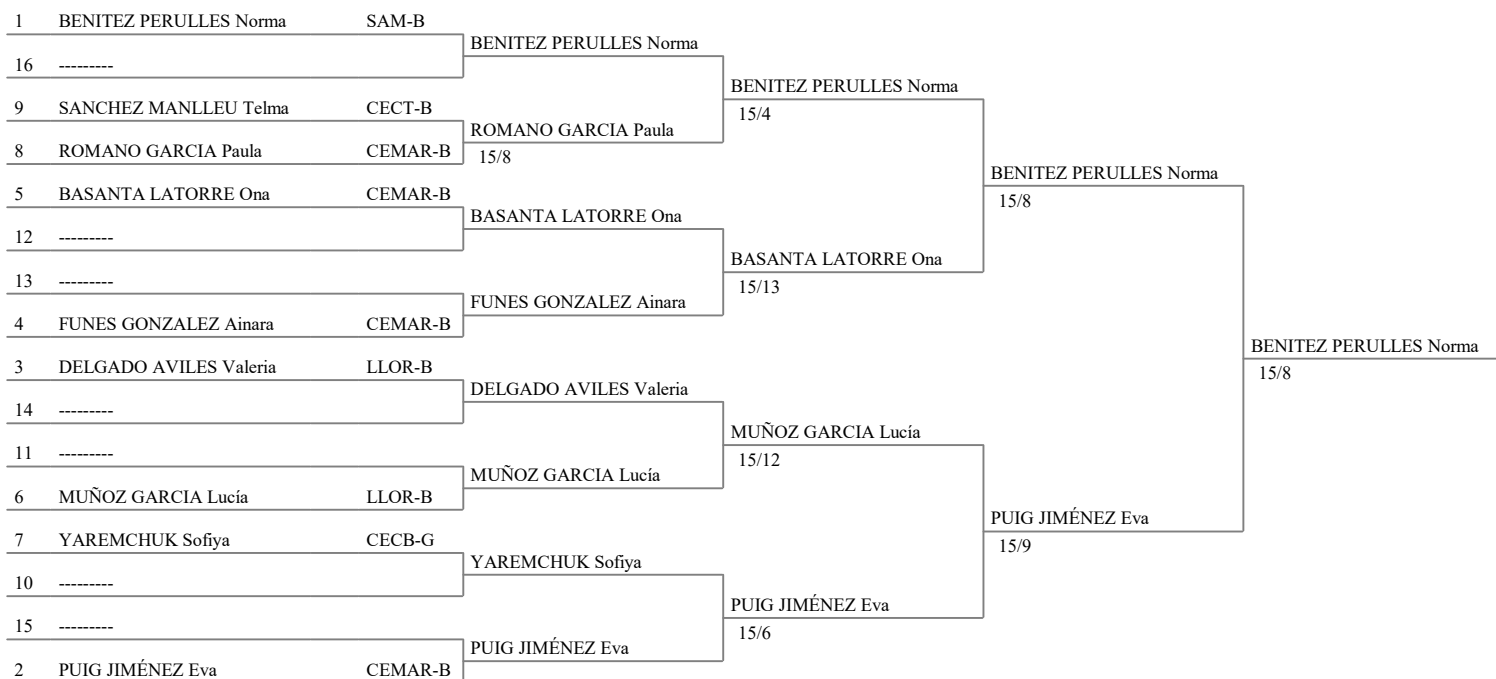 1 BENITEZ PERULLES Norma SAM-B
BENITEZ PERULLES Norma
16 ---------
BENITEZ PERULLES Norma
15/4
9 SANCHEZ MANLLEU Telma CECT-B
ROMANO GARCIA Paula
15/8
8 ROMANO GARCIA Paula CEMAR-B
BENITEZ PERULLES Norma
15/8
5 BASANTA LATORRE Ona CEMAR-B
BASANTA LATORRE Ona
12 ---------
BASANTA LATORRE Ona
15/13
13 ---------
FUNES GONZALEZ Ainara
4 FUNES GONZALEZ Ainara CEMAR-B
BENITEZ PERULLES Norma
15/8
3 DELGADO AVILES Valeria LLOR-B
DELGADO AVILES Valeria
14 ---------
MUÑOZ GARCIA Lucía
15/12
11 ---------
MUÑOZ GARCIA Lucía
6 MUÑOZ GARCIA Lucía LLOR-B
PUIG JIMÉNEZ Eva
15/9
7 YAREMCHUK Sofiya CECB-G
YAREMCHUK Sofiya
10 ---------
PUIG JIMÉNEZ Eva
15/6
15 ---------
PUIG JIMÉNEZ Eva
2 PUIG JIMÉNEZ Eva CEMAR-B